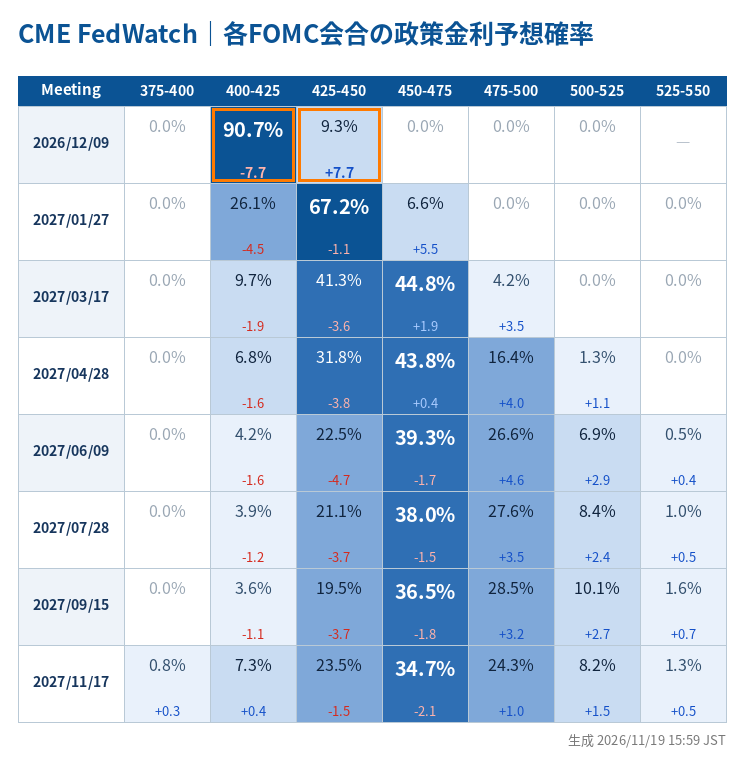 CME FedWatch｜各FOMC会合の政策金利予想確率
Meeting 375-400 400-425 425-450 450-475 475-500 500-525 525-550
2026/12/09 0.0% 90.7% 9.3% 0.0% 0.0% 0.0% —
-7.7 +7.7
2027/01/27 0.0% 26.1% 67.2% 6.6% 0.0% 0.0% 0.0%
-4.5 -1.1 +5.5
2027/03/17 0.0% 9.7% 41.3% 44.8% 4.2% 0.0% 0.0%
-1.9 -3.6 +1.9 +3.5
2027/04/28 0.0% 6.8% 31.8% 43.8% 16.4% 1.3% 0.0%
-1.6 -3.8 +0.4 +4.0 +1.1
2027/06/09 0.0% 4.2% 22.5% 39.3% 26.6% 6.9% 0.5%
-1.6 -4.7 -1.7 +4.6 +2.9 +0.4
2027/07/28 0.0% 3.9% 21.1% 38.0% 27.6% 8.4% 1.0%
-1.2 -3.7 -1.5 +3.5 +2.4 +0.5
2027/09/15 0.0% 3.6% 19.5% 36.5% 28.5% 10.1% 1.6%
-1.1 -3.7 -1.8 +3.2 +2.7 +0.7
2027/11/17 0.8% 7.3% 23.5% 34.7% 24.3% 8.2% 1.3%
+0.3 +0.4 -1.5 -2.1 +1.0 +1.5 +0.5
生成 2026/11/19 15:59 JST